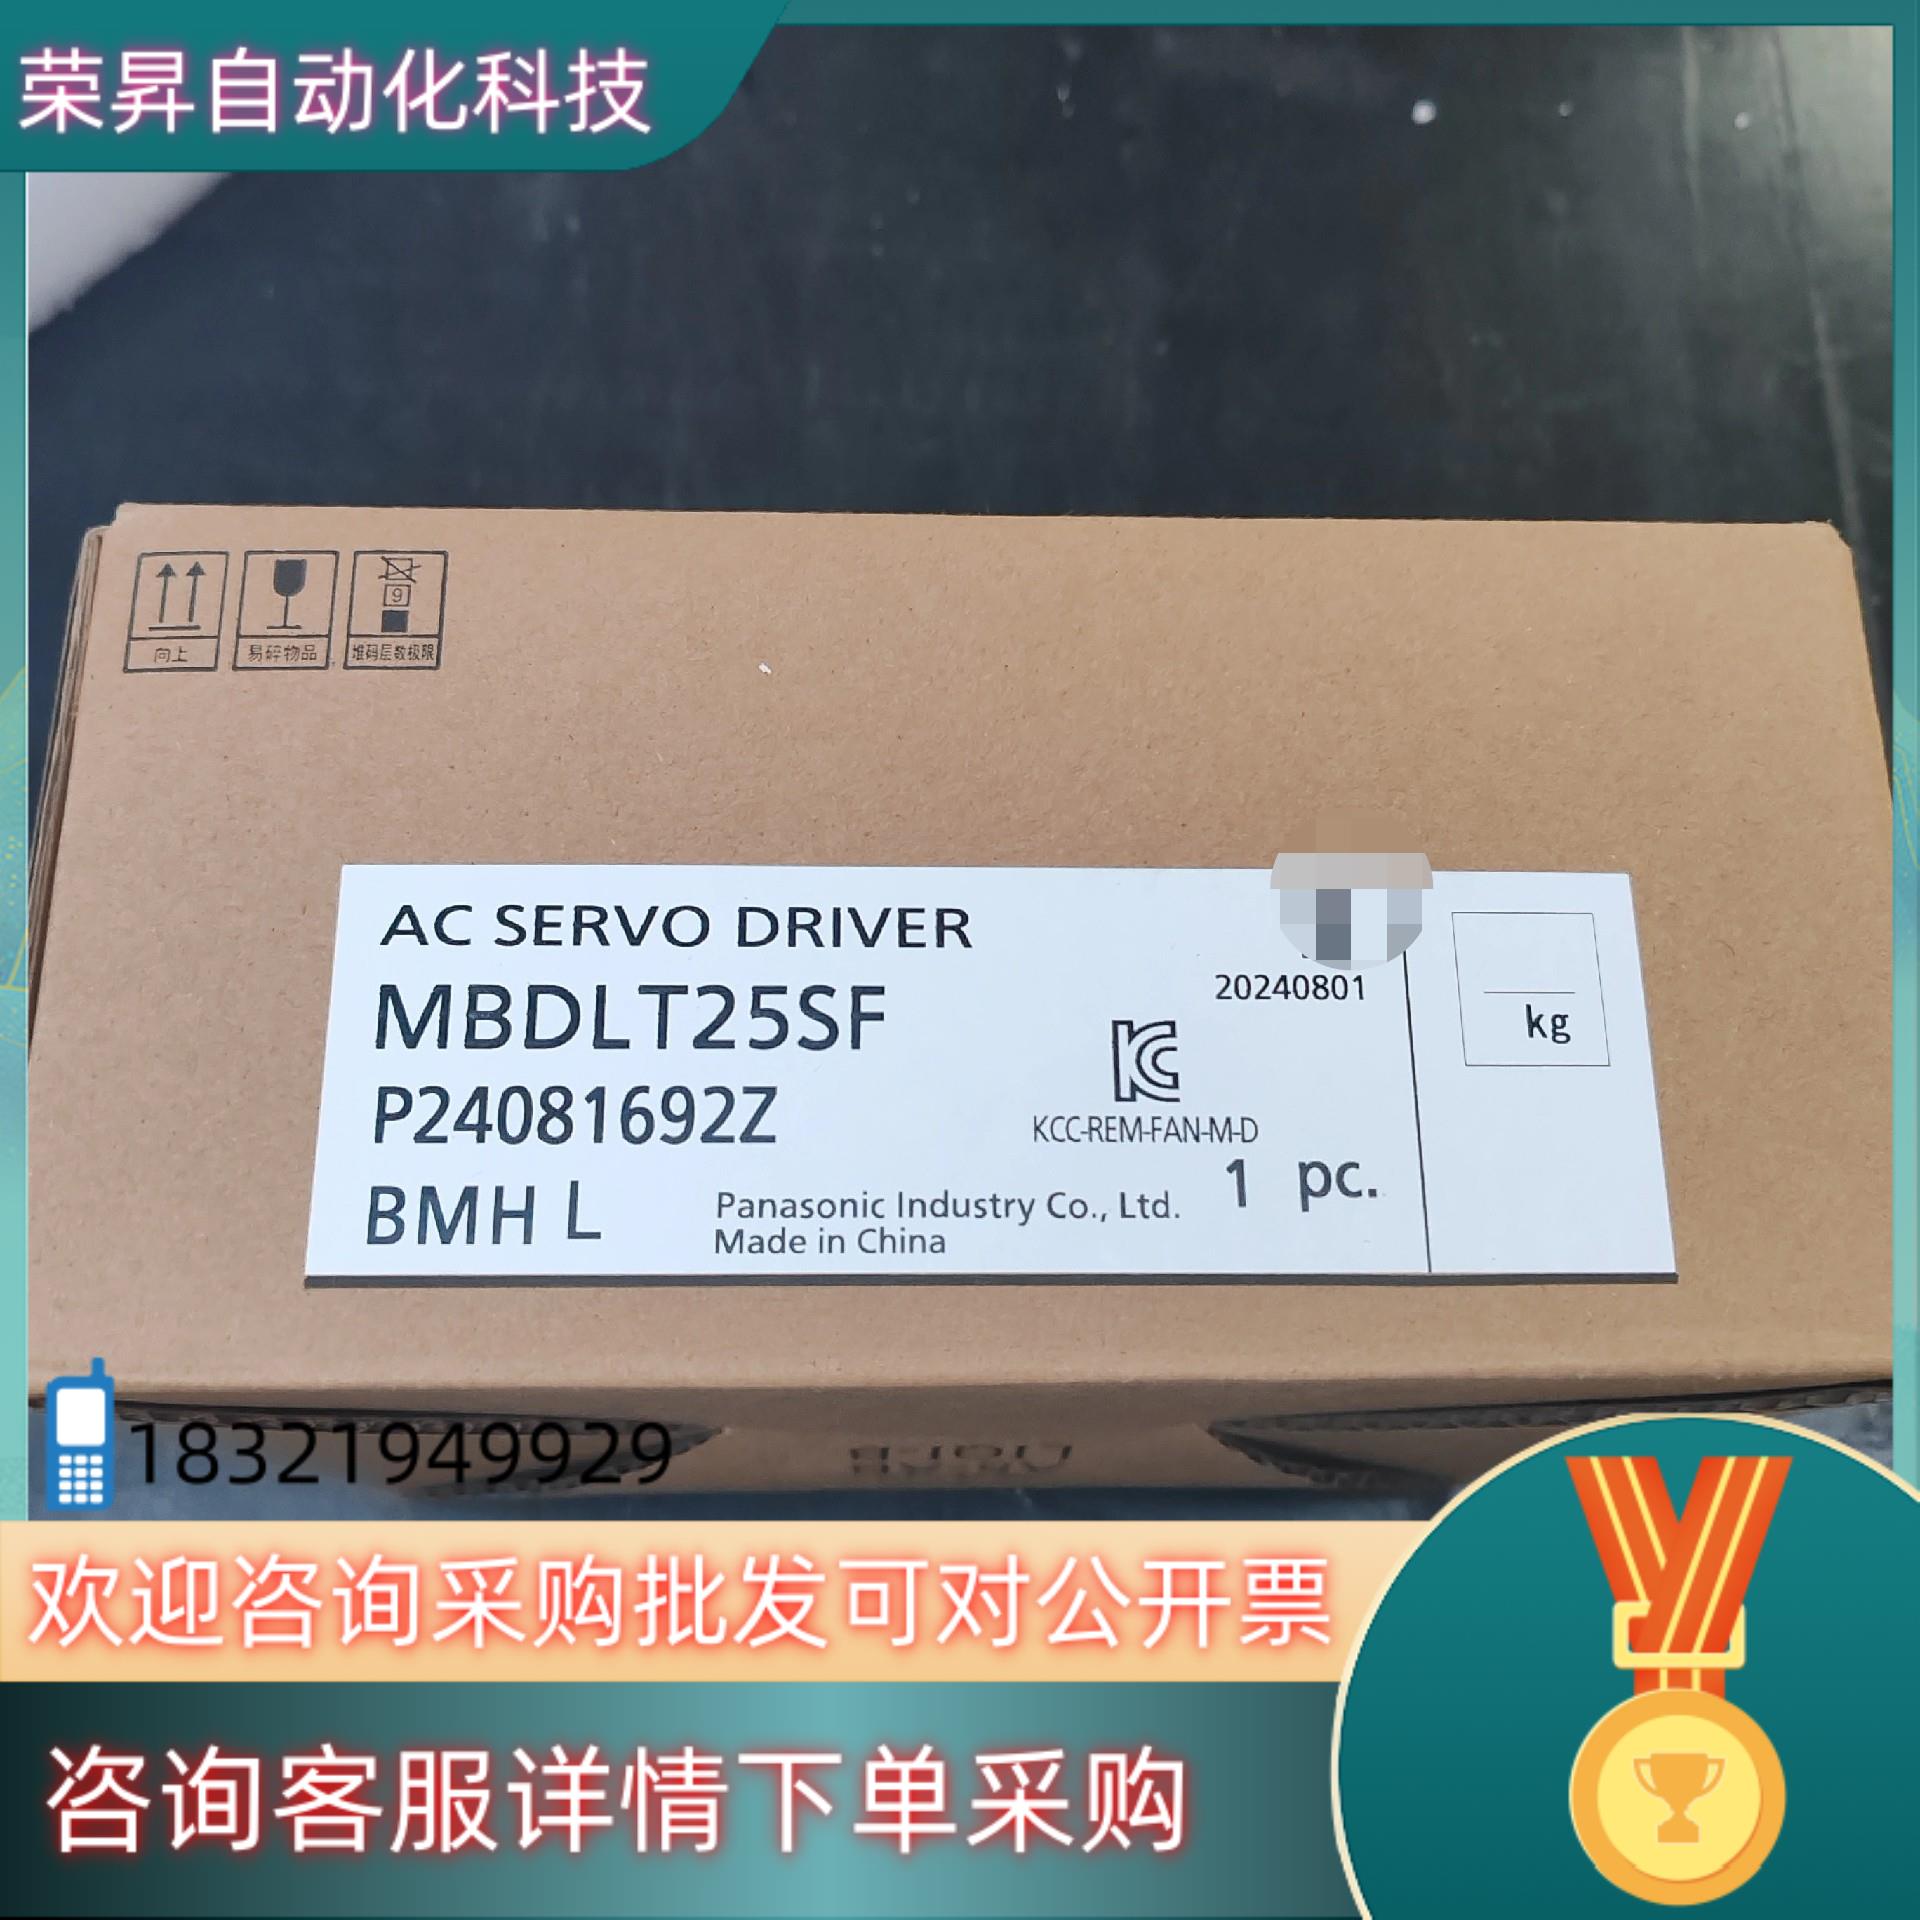 荣昇自动化科技
9
向上 易碎物品 堆码层数极限
AC SERVO DRIVER
MBDLT25SF
20240801
kg
P24081692Z
KC
KCC-REM-FAN-M-D
1 pc.
BMH L
Panasonic Industry Co., Ltd.
Made in China
18321949929
欢迎咨询采购批发可对公开票
咨询客服详情下单采购